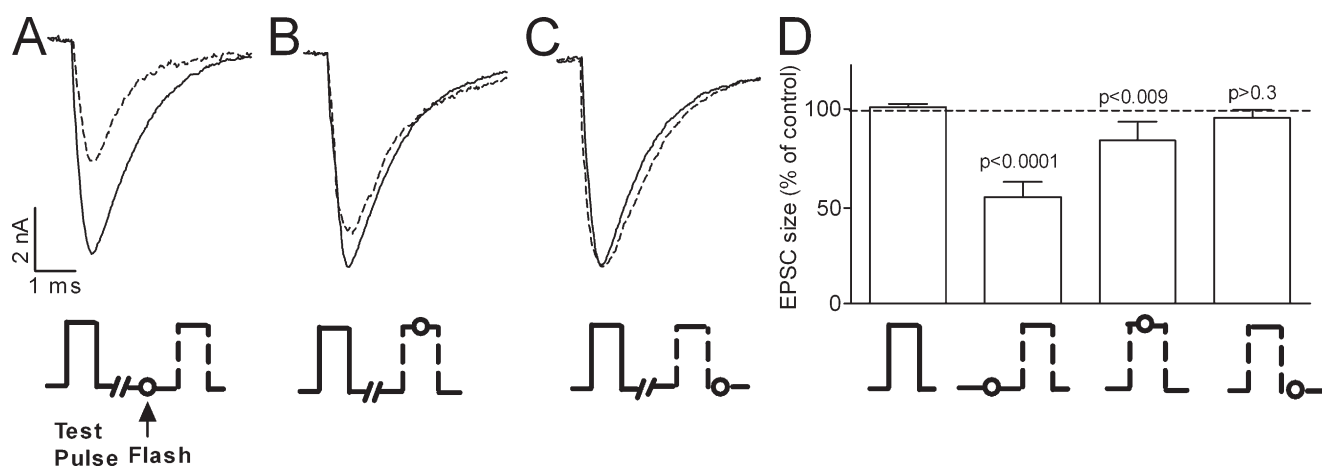 A
B
C
D
2 nA
1 ms
Test
Pulse
Flash
EPSC size (% of control)
100
50
0
p<0.0001
p<0.009
p>0.3